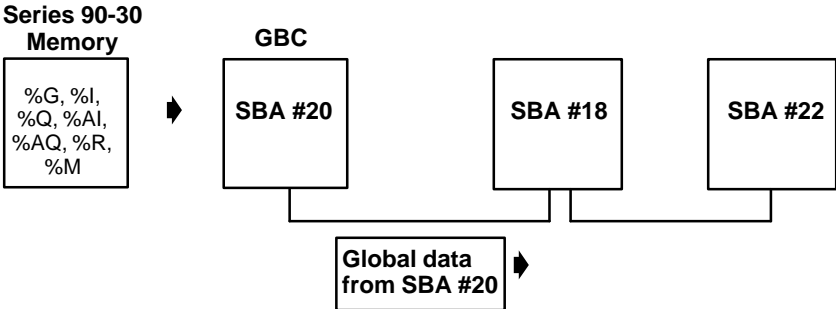 Series 90-30
Memory
GBC
%G, %I,
%Q, %AI,
%AQ, %R,
%M
SBA #20
SBA #18
SBA #22
Global data
from SBA #20